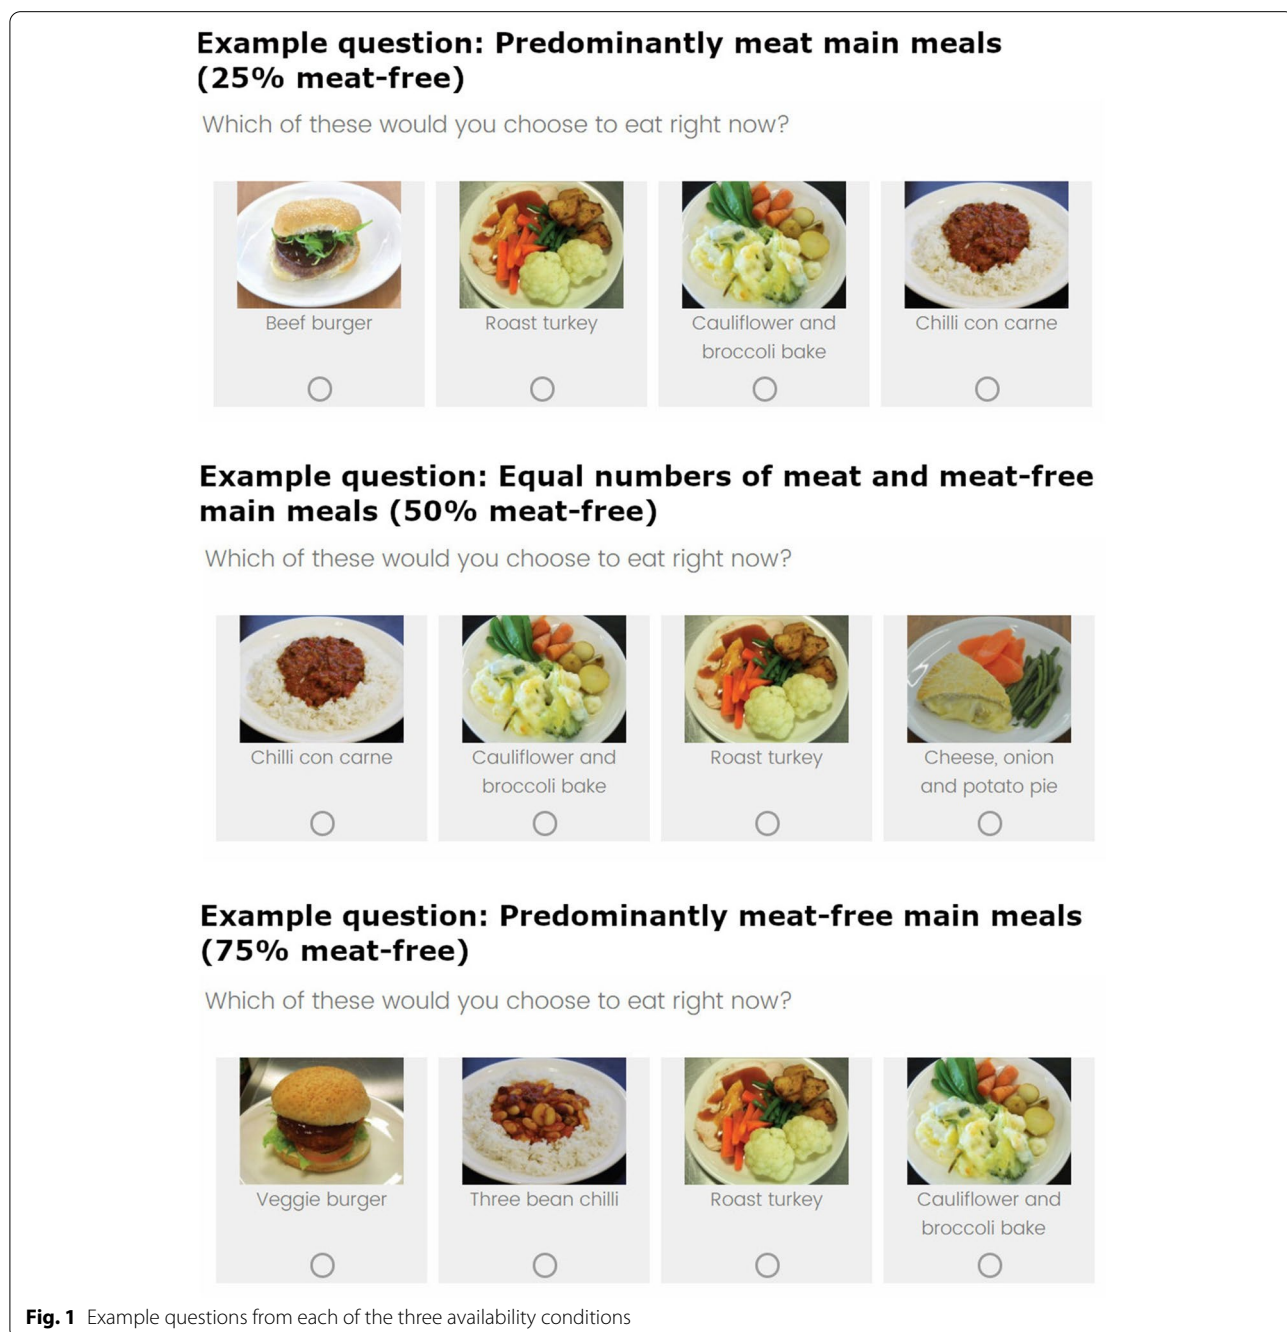 Example question: Predominantly meat main meals
(25% meat-free)
Which of these would you choose to eat right now?
Beef burger
Roast turkey
Cauliflower and
broccoli bake
Chilli con carne
Example question: Equal numbers of meat and meat-free
main meals (50% meat-free)
Which of these would you choose to eat right now?
Chilli con carne
Cauliflower and
broccoli bake
Roast turkey
Cheese, onion
and potato pie
Example question: Predominantly meat-free main meals
(75% meat-free)
Which of these would you choose to eat right now?
Veggie burger
Three bean chilli
Roast turkey
Cauliflower and
broccoli bake
Fig. 1 Example questions from each of the three availability conditions